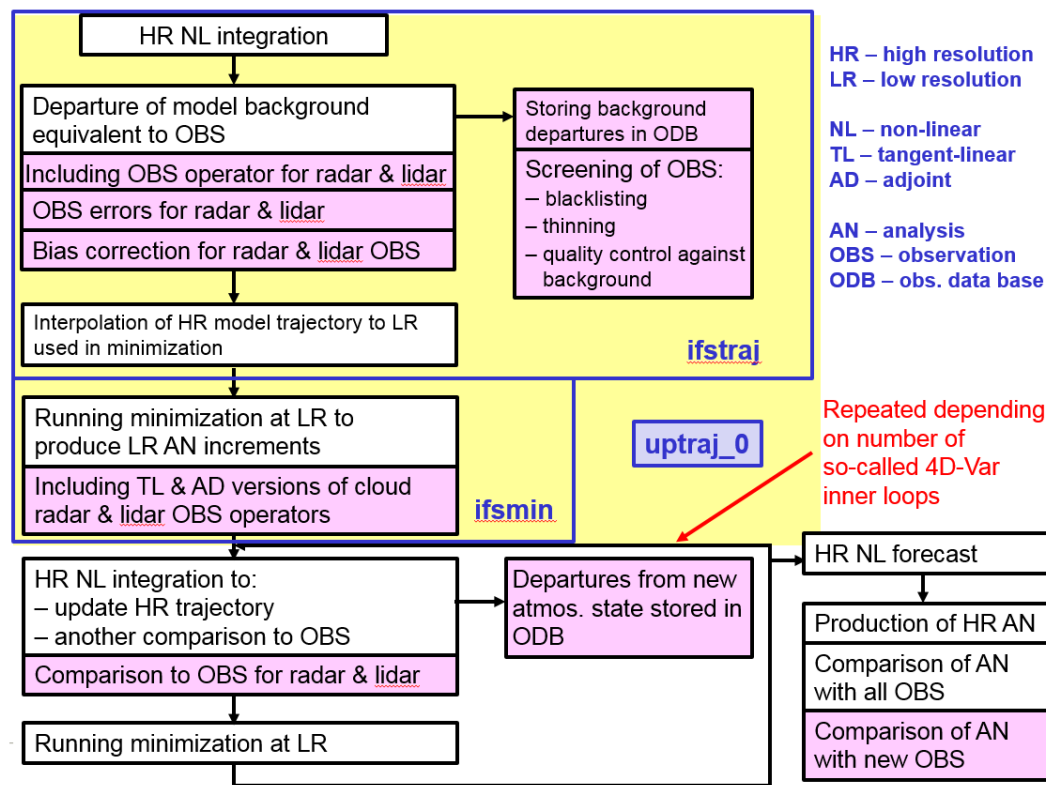 HR NL integration
Departure of model background
equivalent to OBS
Including OBS operator for radar & lidar
OBS errors for radar & lidar
Bias correction for radar & lidar OBS
Storing background
departures in ODB
Screening of OBS:
– blacklisting
– thinning
– quality control against
background
Interpolation of HR model trajectory to LR
used in minimization
ifstraj
HR – high resolution
LR – low resolution
NL – non-linear
TL – tangent-linear
AD – adjoint
AN – analysis
OBS – observation
ODB – obs. data base
Running minimization at LR to
produce LR AN increments
Including TL & AD versions of cloud
radar & lidar OBS operators
ifsmin
uptraj_0
Repeated depending
on number of
so-called 4D-Var
inner loops
HR NL integration to:
– update HR trajectory
– another comparison to OBS
Comparison to OBS for radar & lidar
Departures from new
atmos. state stored in
ODB
Running minimization at LR
HR NL forecast
Production of HR AN
Comparison of AN
with all OBS
Comparison of AN
with new OBS